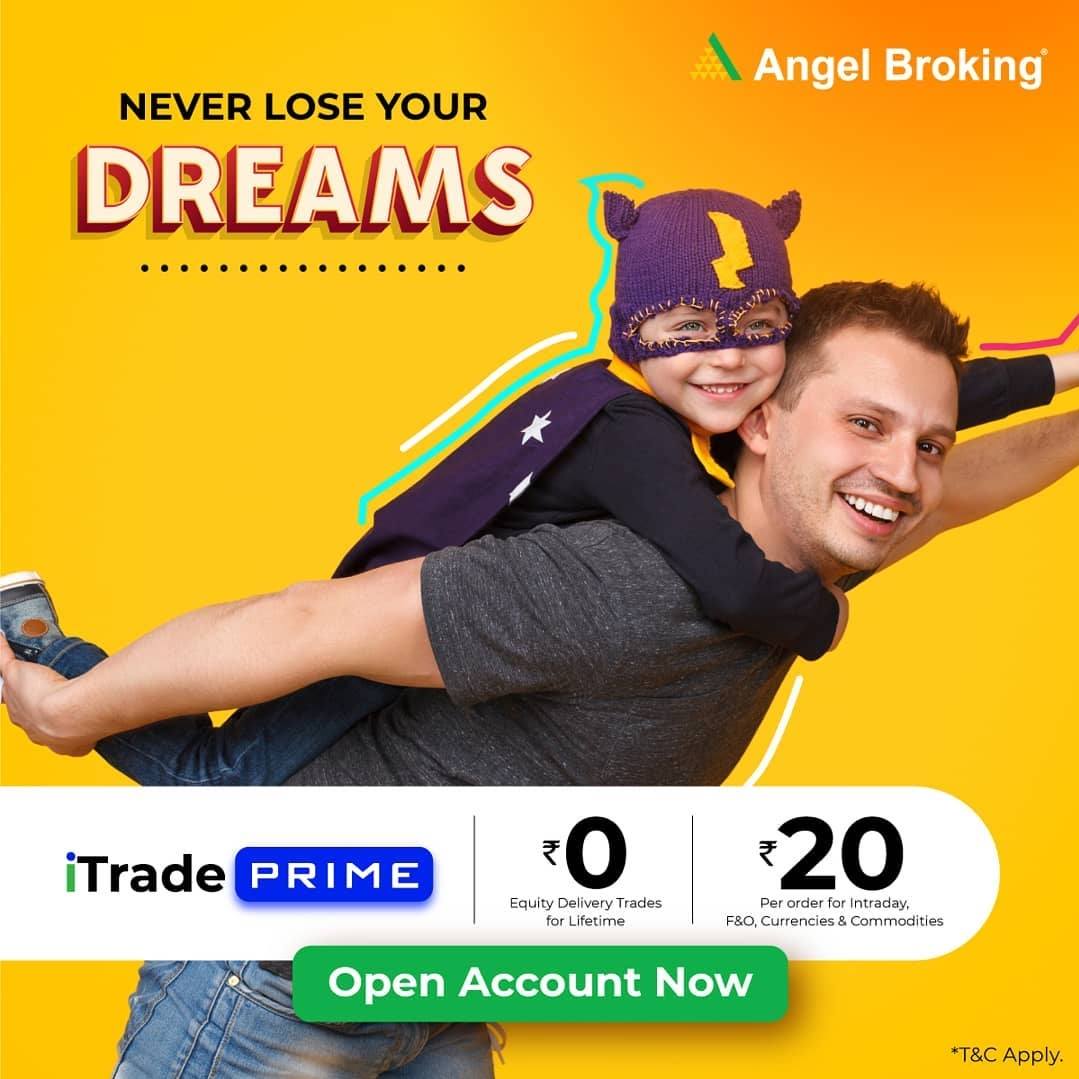 Angel Broking®
NEVER LOSE YOUR
DREAMS
iTrade PRIME
₹0
Equity Delivery Trades
for Lifetime
₹20
Per order for Intraday,
F&O, Currencies & Commodities
Open Account Now
*T&C Apply.